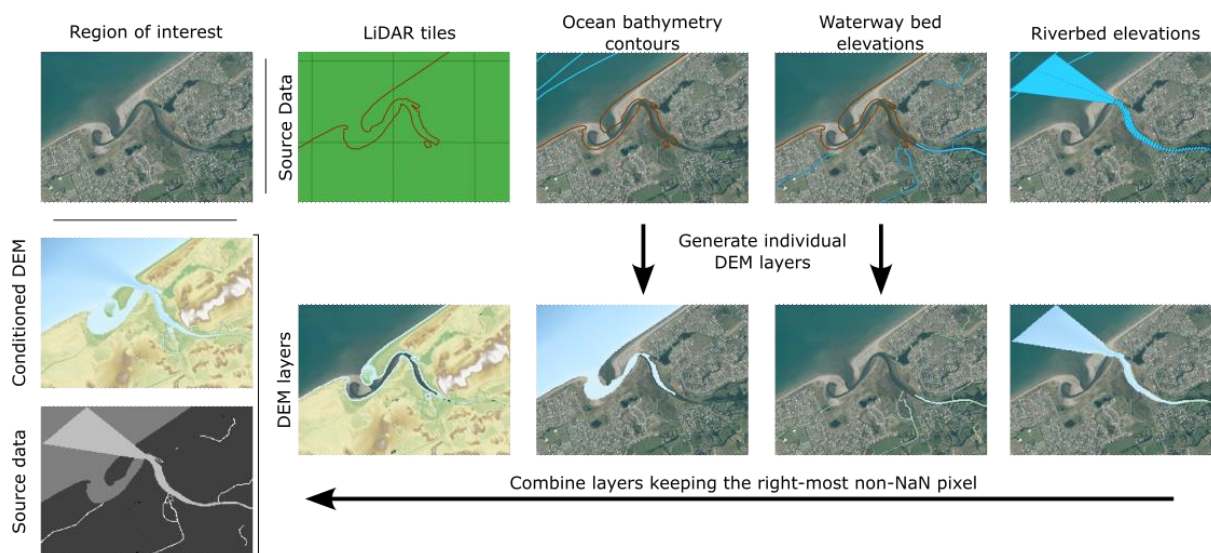 Region of interest
LiDAR tiles
Ocean bathymetry
contours
Waterway bed
elevations
Riverbed elevations
Source Data
Generate individual
DEM layers
Conditioned DEM
DEM layers
Source data
Combine layers keeping the right-most non-NaN pixel